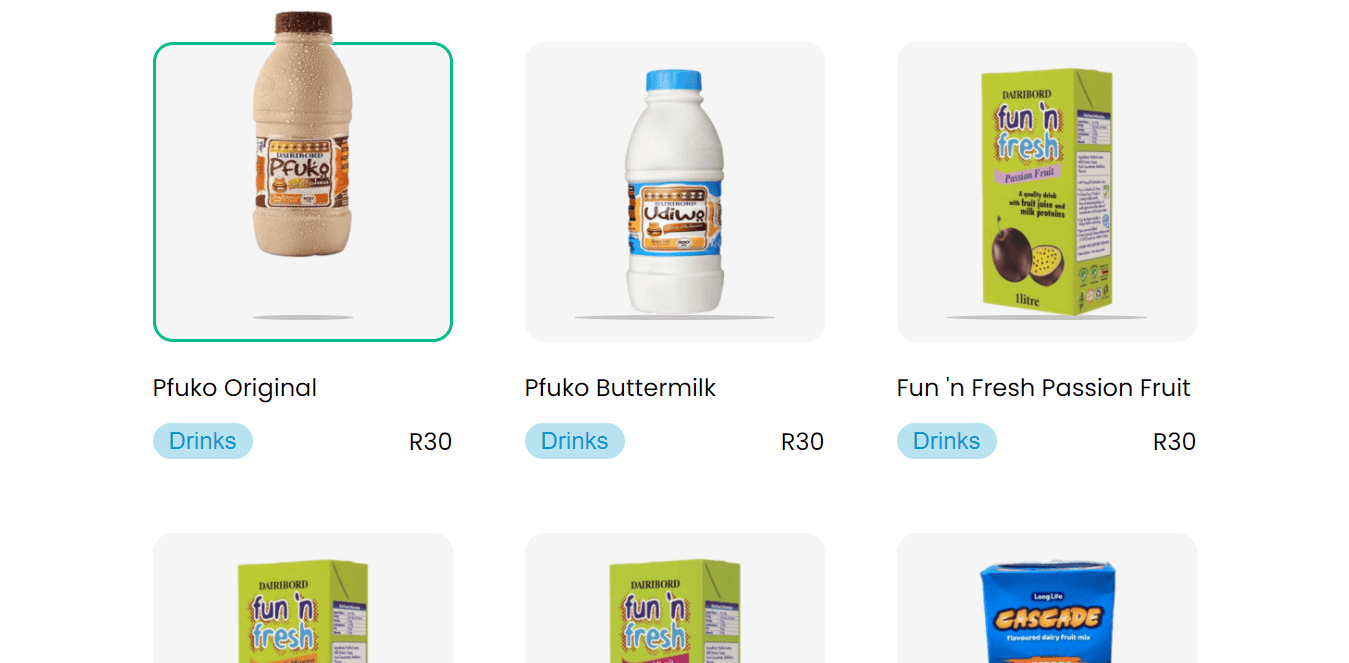 DAIRIBORD
Pfuko
DAIRIBORD
Udiwo
DAIRIBORD
fun 'n
fresh
Passion Fruit
A quality drink
with fruit juice and
milk proteins
1litre
Pfuko Original
Pfuko Buttermilk
Fun 'n Fresh Passion Fruit
Drinks
R30
Drinks
R30
Drinks
R30
DAIRIBORD
fun 'n
fresh
DAIRIBORD
fun 'n
fresh
Long Life
CASCADE
Flavoured dairy fruit mix